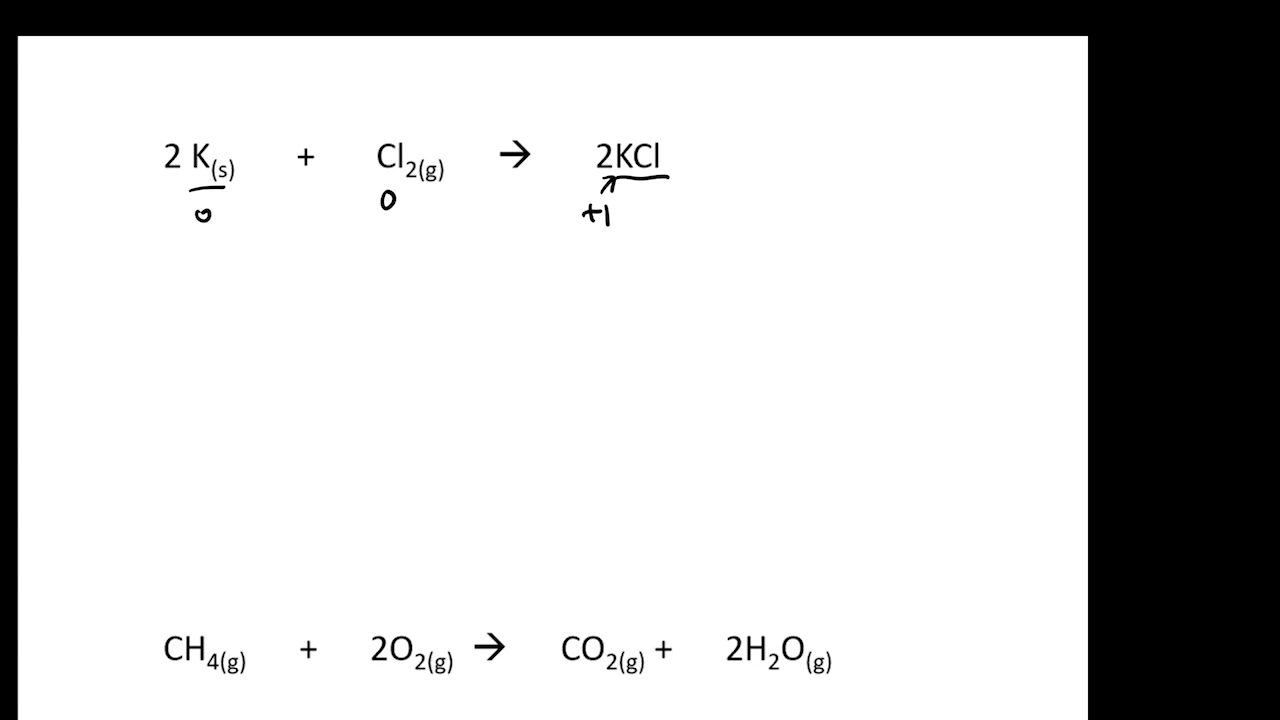 2 K(s) + Cl2(g) → 2KCl
0 0 +1
CH4(g) + 2O2(g) → CO2(g) + 2H2O(g)